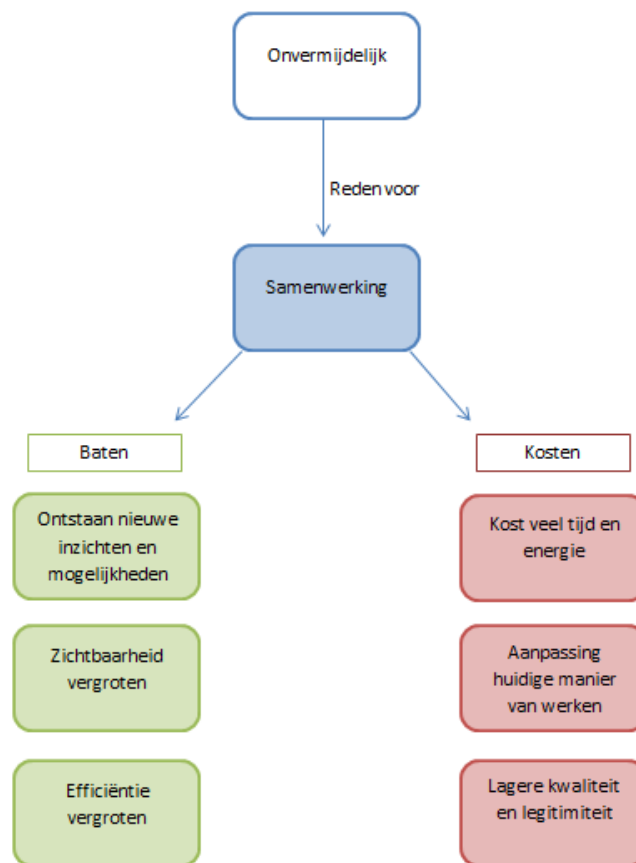 Onvermijdelijk
Reden voor
Samenwerking
Baten
Ontstaan nieuwe
inzichten en
mogelijkheden
Zichtbaarheid
vergroten
Efficiëntie
vergroten
Kosten
Kost veel tijd en
energie
Aanpassing
huidige manier
van werken
Lagere kwaliteit
en legitimiteit